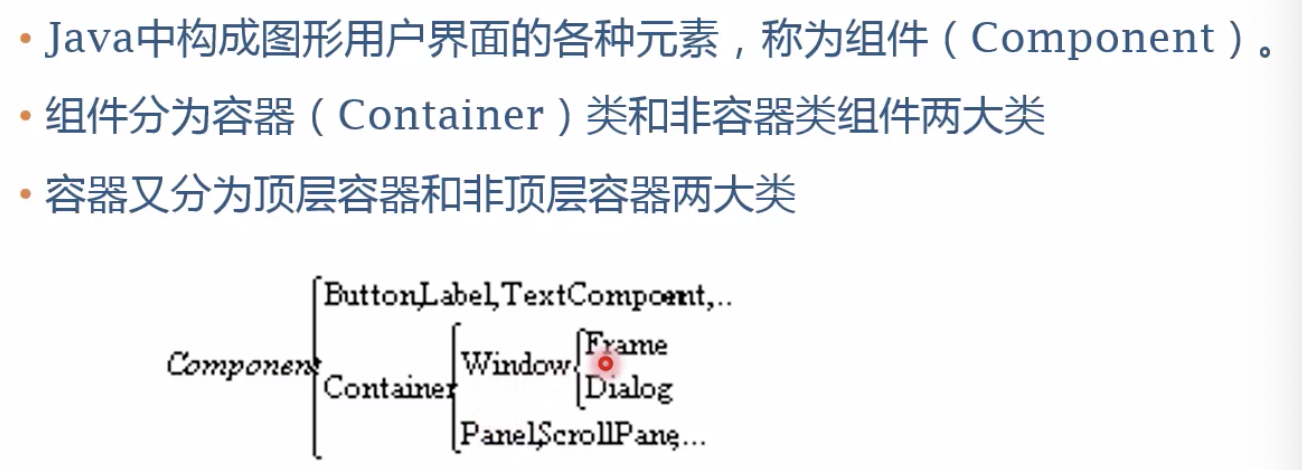 • Java中构成图形用户界面的各种元素，称为组件（Component）。
• 组件分为容器（Container）类和非容器类组件两大类
• 容器又分为顶层容器和非顶层容器两大类
Button,Label,TextCompoent,..
Frame
Component
Window
Container
Dialog
Panel,ScrollPane,...